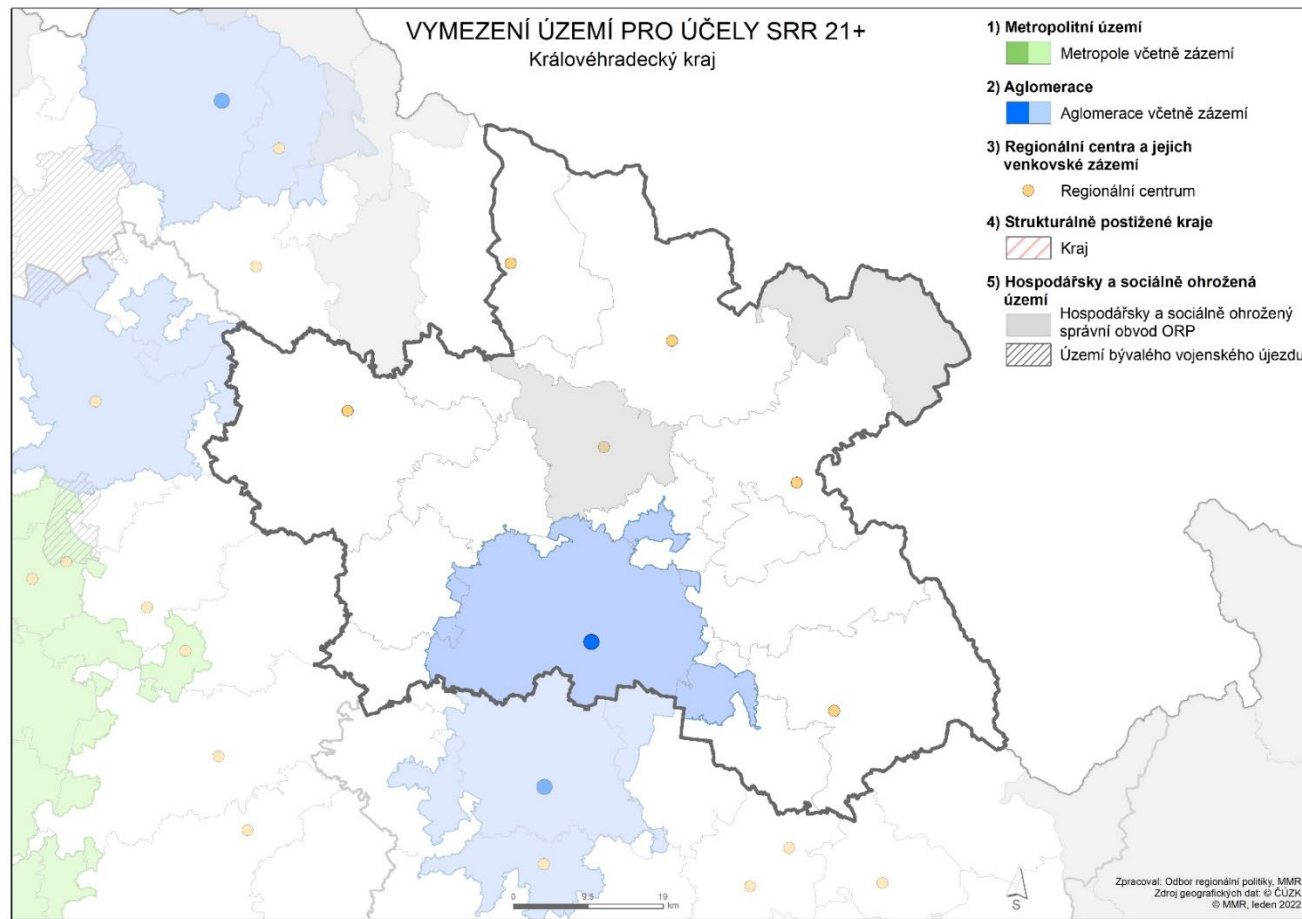 VYMEZENÍ ÚZEMÍ PRO ÚČELY SRR 21+
Královéhradecký kraj
1) Metropolitní území
Metropole včetně zázemí
2) Aglomerace
Aglomerace včetně zázemí
3) Regionální centra a jejich
venkovské zázemí
Regionální centrum
4) Strukturálně postižené kraje
Kraj
5) Hospodářsky a sociálně ohrožená
území
Hospodářsky a sociálně ohrožený
správní obvod ORP
Území bývalého vojenského újezdu
0 9,5 19
km
S
Zpracoval: Odbor regionální politiky, MMR
Zdroj geografických dat: © ČÚZK
© MMR, leden 2022